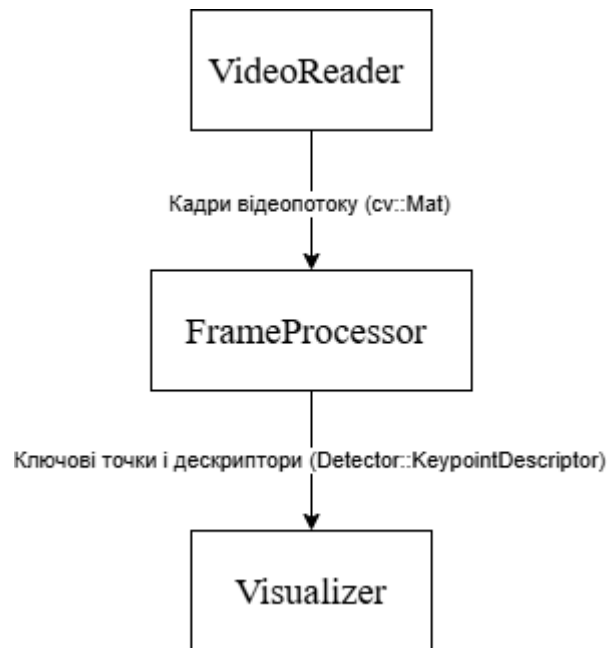 VideoReader
Кадри відеопотоку (cv::Mat)
FrameProcessor
Ключові точки і дескриптори (Detector::KeypointDescriptor)
Visualizer